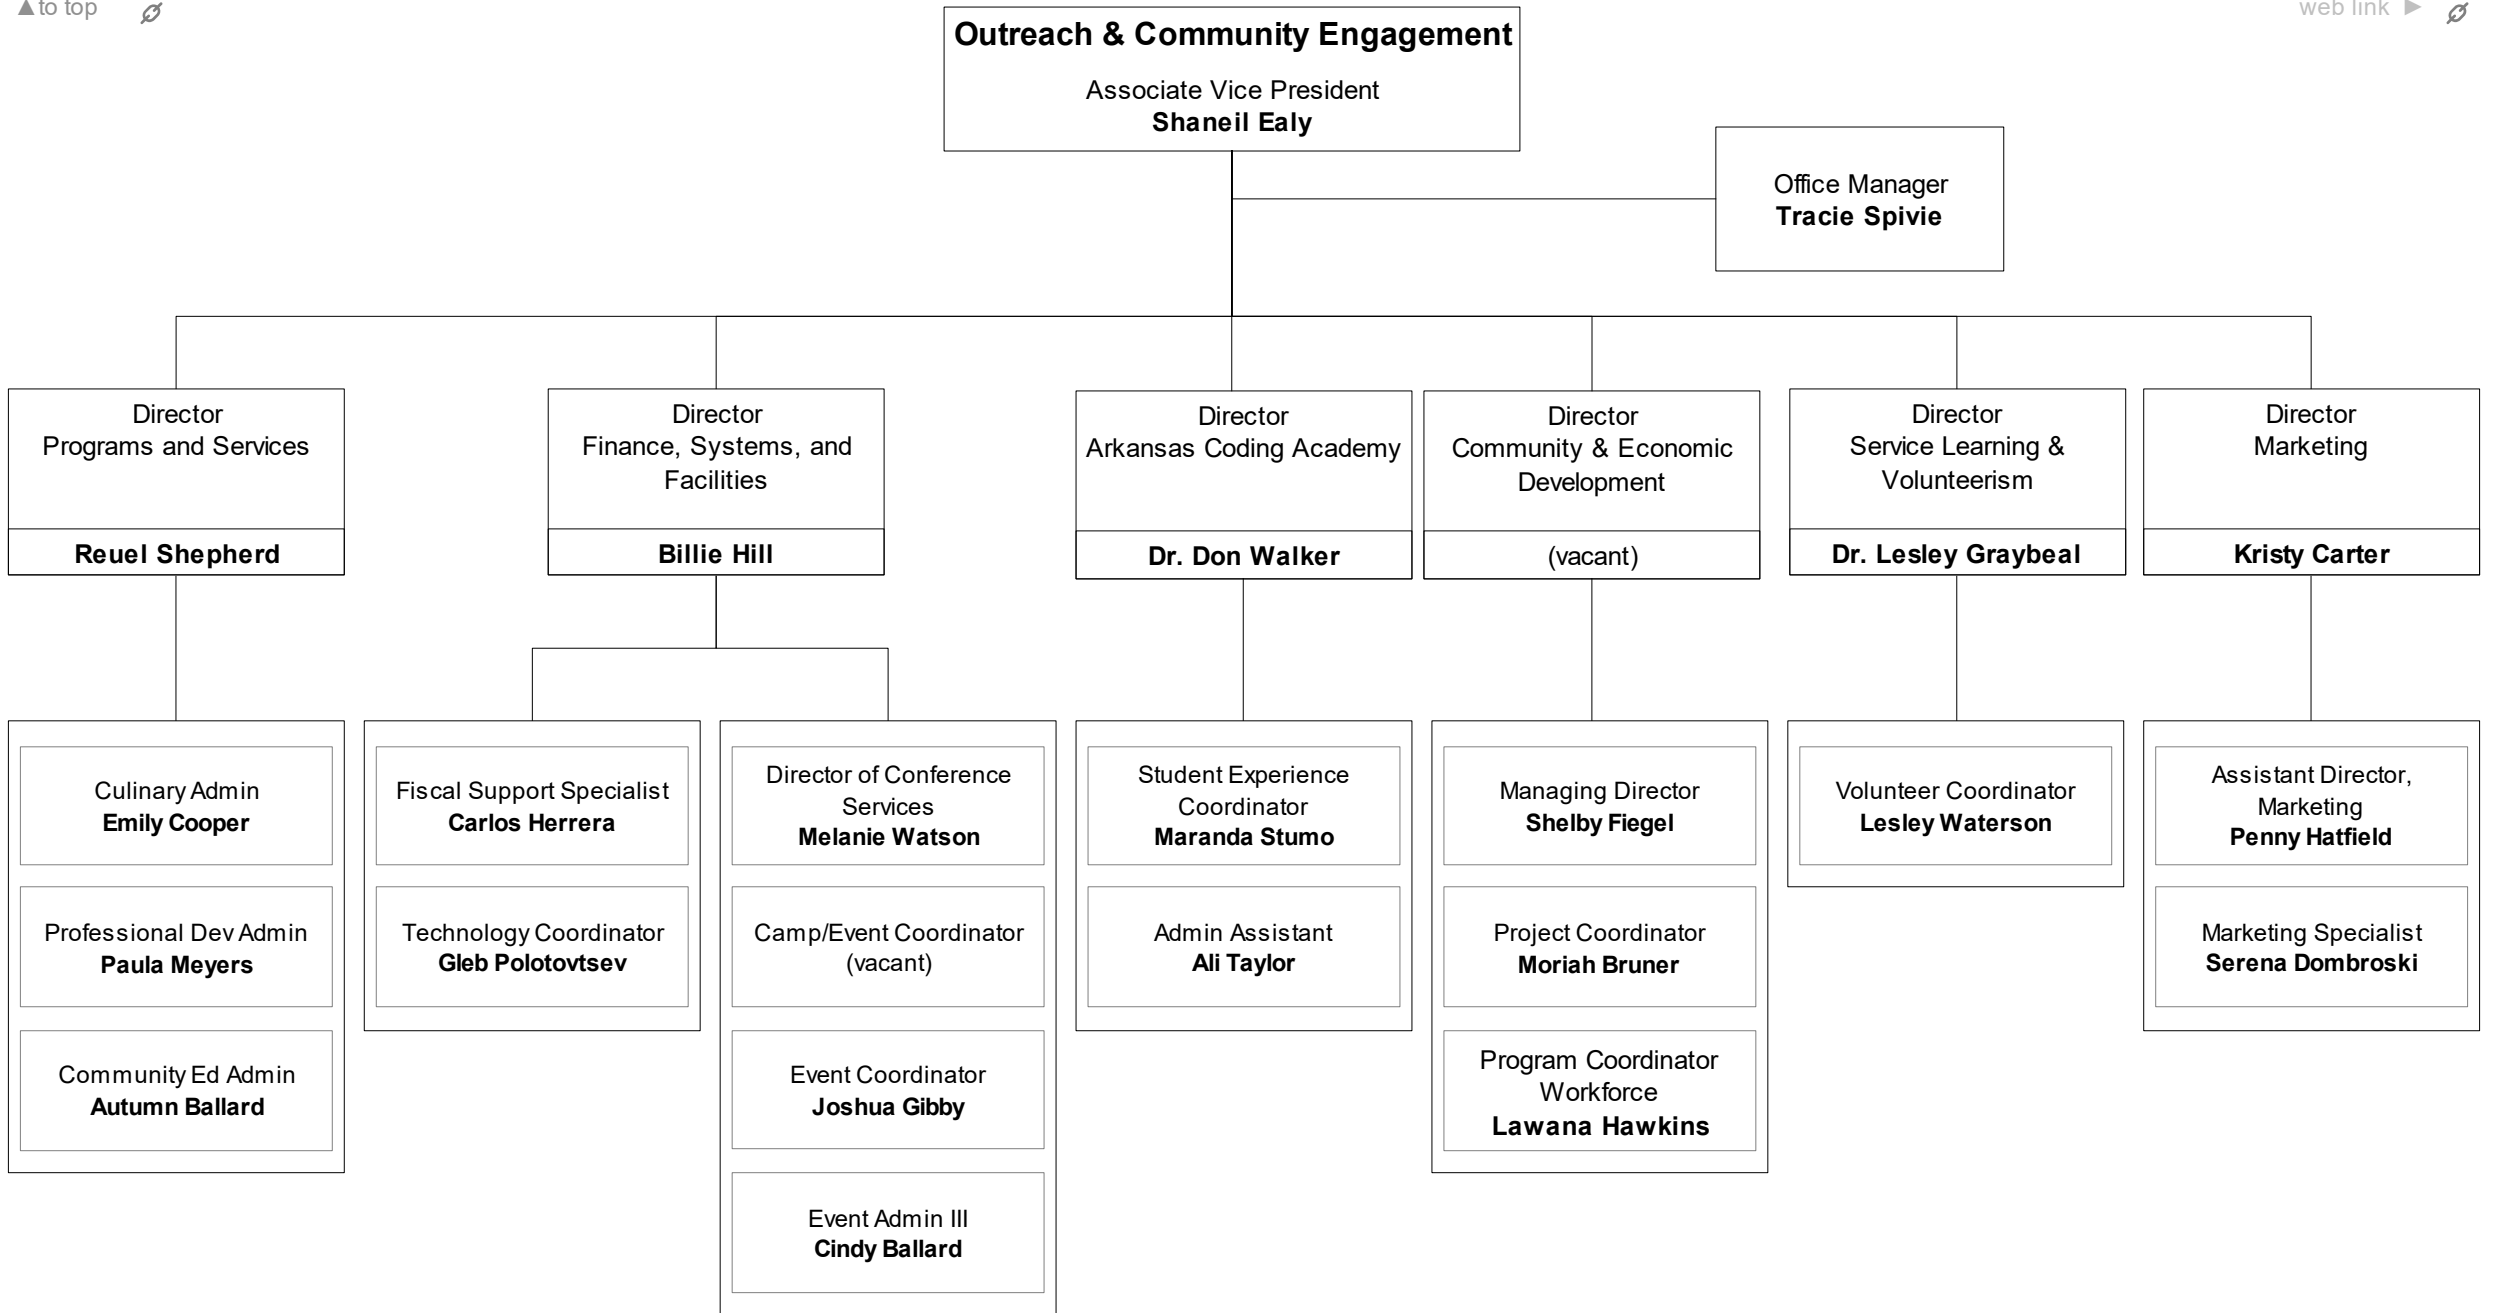 ▲to top
web link ►
Outreach & Community Engagement
Associate Vice President
Shaneil Ealy
Office Manager
Tracie Spivie
Director
Programs and Services
Reuel Shepherd
Director
Finance, Systems, and
Facilities
Billie Hill
Director
Arkansas Coding Academy
Dr. Don Walker
Director
Community & Economic
Development
(vacant)
Director
Service Learning &
Volunteerism
Dr. Lesley Graybeal
Director
Marketing
Kristy Carter
Culinary Admin
Emily Cooper
Professional Dev Admin
Paula Meyers
Community Ed Admin
Autumn Ballard
Fiscal Support Specialist
Carlos Herrera
Technology Coordinator
Gleb Polotovtsev
Director of Conference
Services
Melanie Watson
Camp/Event Coordinator
(vacant)
Event Coordinator
Joshua Gibby
Event Admin III
Cindy Ballard
Student Experience
Coordinator
Maranda Stumo
Admin Assistant
Ali Taylor
Managing Director
Shelby Fiegel
Project Coordinator
Moriah Bruner
Program Coordinator
Workforce
Lawana Hawkins
Volunteer Coordinator
Lesley Waterson
Assistant Director,
Marketing
Penny Hatfield
Marketing Specialist
Serena Dombroski